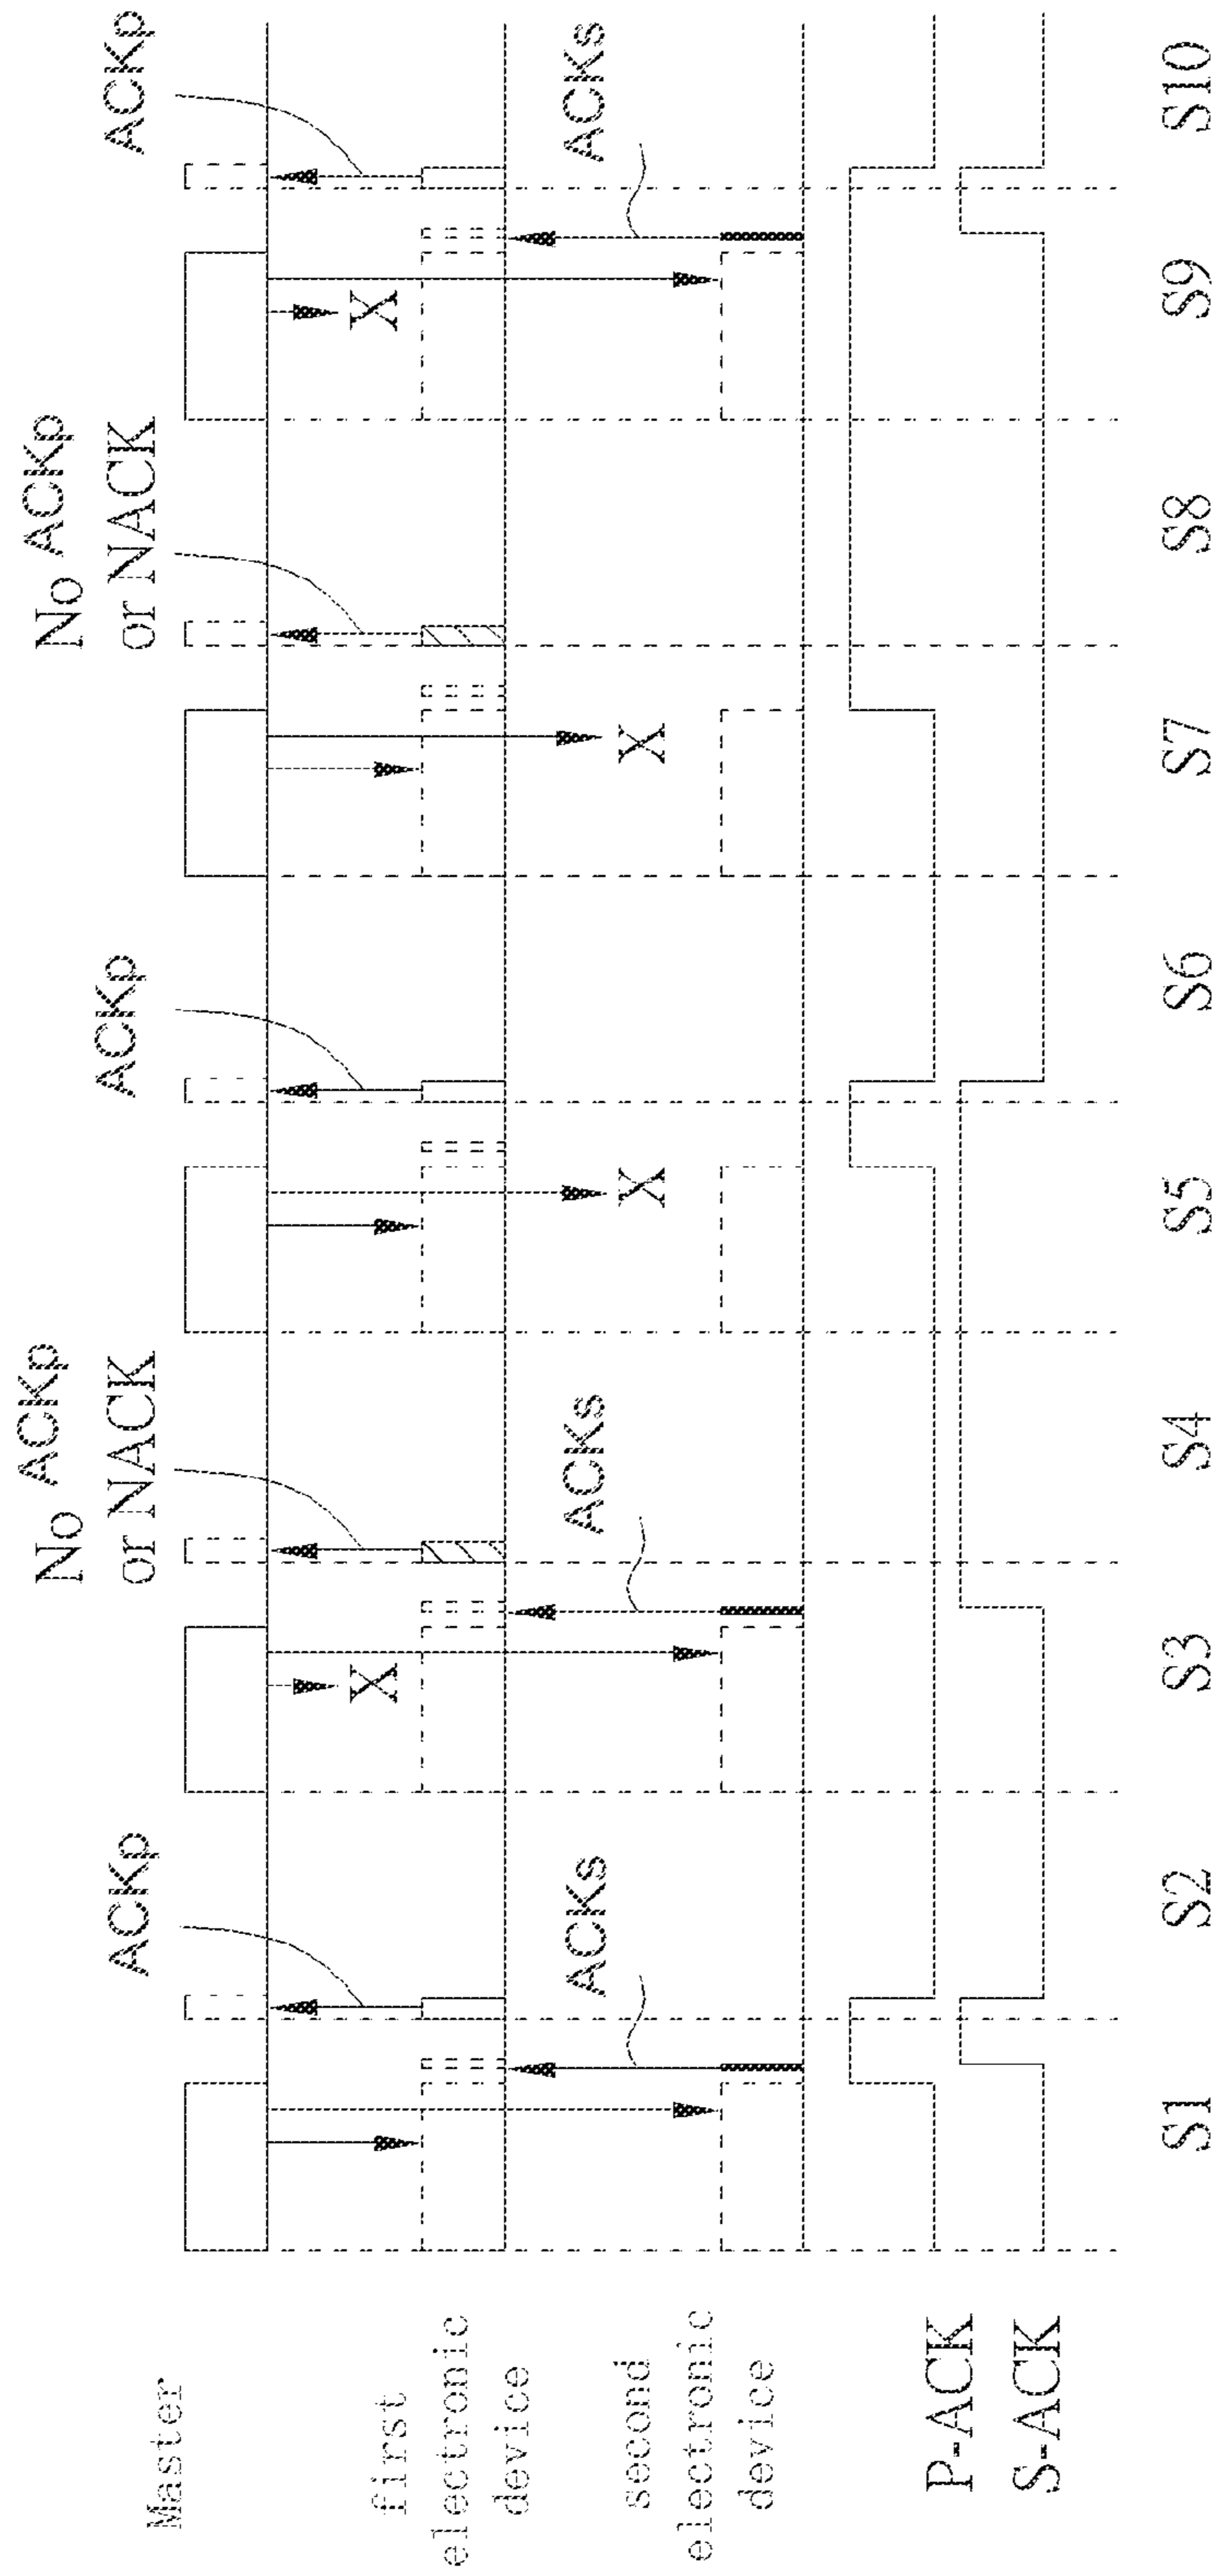 ACKp
No ACKp
or NACK
ACKp
No ACKp
or NACK
ACKp
Master
X
X
first
electronic
device
ACKs
ACKs
X
X
ACKs
second
electronic
device
P-ACK
S-ACK
S1 S2 S3 S4 S5 S6 S7 S8 S9 S10